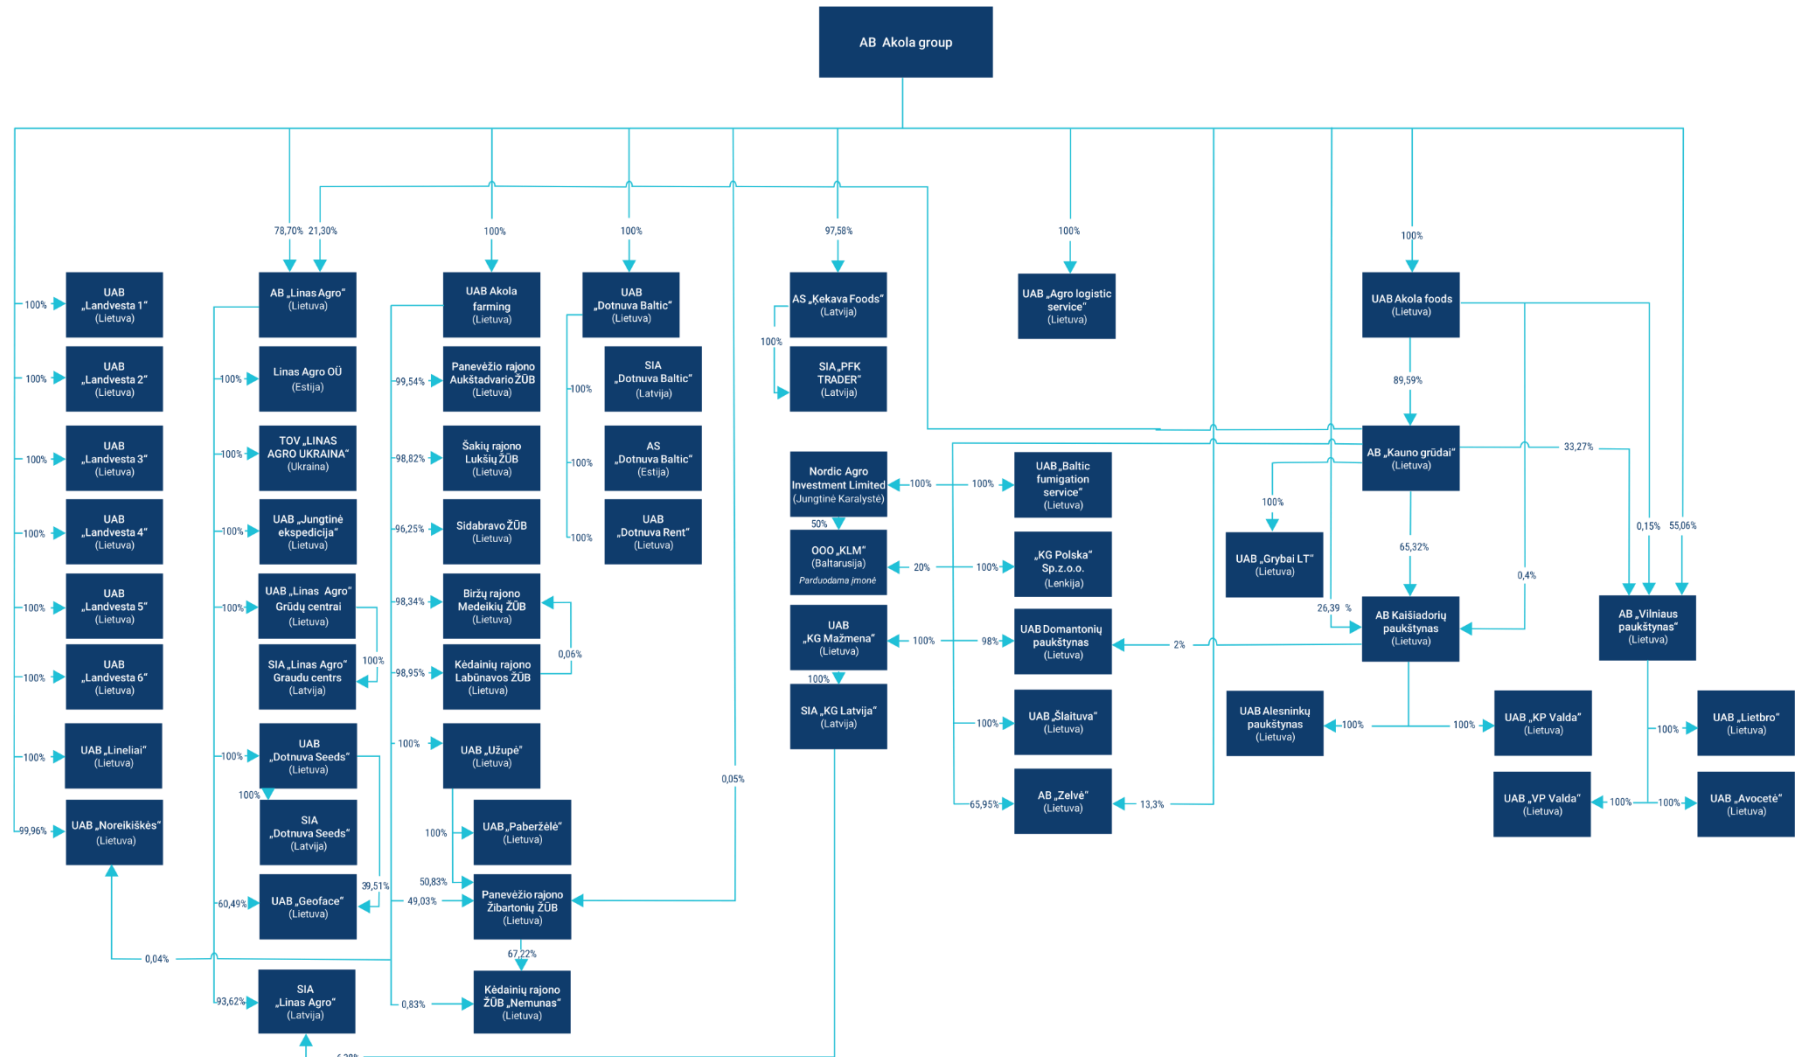 AB Akola group
78,70%
21,30%
100%
100%
97,58%
100%
100%
100%
UAB
„Landvesta 1“
(Lietuva)
100%
UAB
„Landvesta 2“
(Lietuva)
100%
UAB
„Landvesta 3“
(Lietuva)
100%
UAB
„Landvesta 4“
(Lietuva)
100%
UAB
„Landvesta 5“
(Lietuva)
100%
UAB
„Landvesta 6“
(Lietuva)
100%
UAB „Lineliai“
(Lietuva)
99,96%
UAB „Noreikiškės“
(Lietuva)
0,04%
AB „Linas Agro“
(Lietuva)
100%
Linas Agro OÜ
(Estija)
100%
TOV „LINAS
AGRO UKRAINA“
(Ukraina)
100%
UAB „Jungtinė
ekspedicija“
(Lietuva)
100%
UAB „Linas Agro“
Grūdų centrai
(Lietuva)
100%
SIA „Linas Agro“
Graudu centrs
(Latvija)
100%
UAB
„Dotnuva Seeds“
(Lietuva)
100%
SIA
„Dotnuva Seeds“
(Latvija)
39,51%
60,49%
UAB „Geoface“
(Lietuva)
93,62%
SIA
„Linas Agro“
(Latvija)
6,38%
UAB Akola
farming
(Lietuva)
99,54%
Panevėžio rajono
Aukštadvario ŽŪB
(Lietuva)
98,82%
Šakių rajono
Lukšių ŽŪB
(Lietuva)
96,25%
Sidabravo ŽŪB
(Lietuva)
98,34%
Biržų rajono
Medeikių ŽŪB
(Lietuva)
0,06%
98,95%
Kėdainių rajono
Labūnavos ŽŪB
(Lietuva)
100%
UAB „Užupė“
(Lietuva)
100%
UAB „Paberžėlė“
(Lietuva)
50,83%
49,03%
Panevėžio rajono
Žibartonių ŽŪB
(Lietuva)
0,05%
67,22%
0,83%
Kėdainių rajono
ŽŪB „Nemunas“
(Lietuva)
UAB
„Dotnuva Baltic“
(Lietuva)
100%
SIA
„Dotnuva Baltic“
(Latvija)
100%
AS
„Dotnuva Baltic“
(Estija)
100%
UAB
„Dotnuva Rent“
(Lietuva)
AS „Ķekava Foods“
(Latvija)
100%
SIA „PFK
TRADER“
(Latvija)
Nordic Agro
Investment Limited
(Jungtinė Karalystė)
100%
50%
OOO „KLM“
(Baltarusija)
Parduodama įmonė
20%
UAB
„KG Mažmena“
(Lietuva)
100%
100%
SIA „KG Latvija“
(Latvija)
UAB „Agro logistic
service“
(Lietuva)
100%
UAB „Baltic
fumigation
service“
(Lietuva)
100%
„KG Polska“
Sp.z.o.o.
(Lenkija)
98%
UAB Domantonių
paukštynas
(Lietuva)
2%
100%
UAB „Šlaituva“
(Lietuva)
65,95%
AB „Zelvė“
(Lietuva)
13,3%
UAB Akola foods
(Lietuva)
89,59%
AB „Kauno grūdai“
(Lietuva)
33,27%
100%
UAB „Grybai LT“
(Lietuva)
65,32%
0,15%
55,06%
0,4%
26,39 %
AB Kaišiadorių
paukštynas
(Lietuva)
AB „Vilniaus
paukštynas“
(Lietuva)
UAB Alesninkų
paukštynas
(Lietuva)
100%
100%
UAB „KP Valda“
(Lietuva)
100%
UAB „Lietbro“
(Lietuva)
UAB „VP Valda“
(Lietuva)
100%
100%
UAB „Avocetė“
(Lietuva)